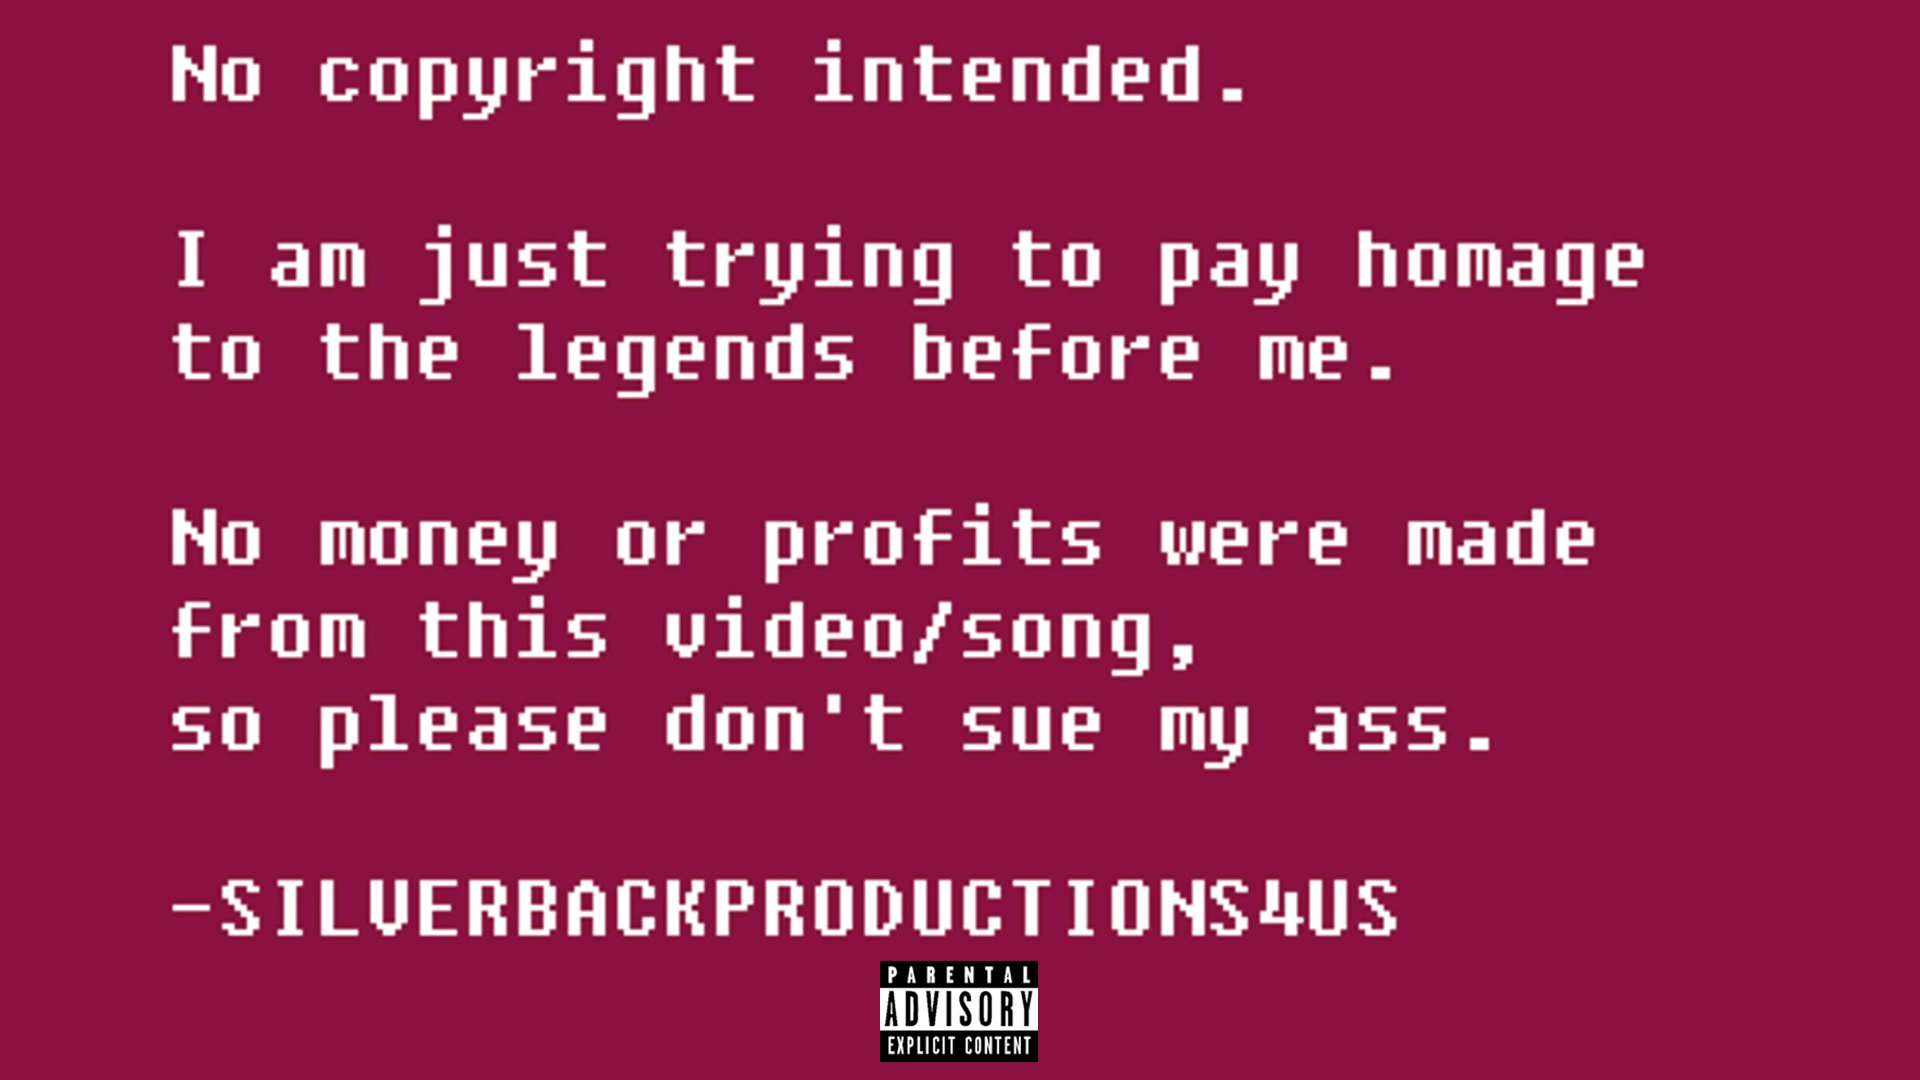 No copyright intended.
I am just trying to pay homage
to the legends before me.
No money or profits were made
from this video/song,
so please don't sue my ass.
-SILVERBACKPRODUCTIONS4US
PARENTAL
ADVISORY
EXPLICIT CONTENT